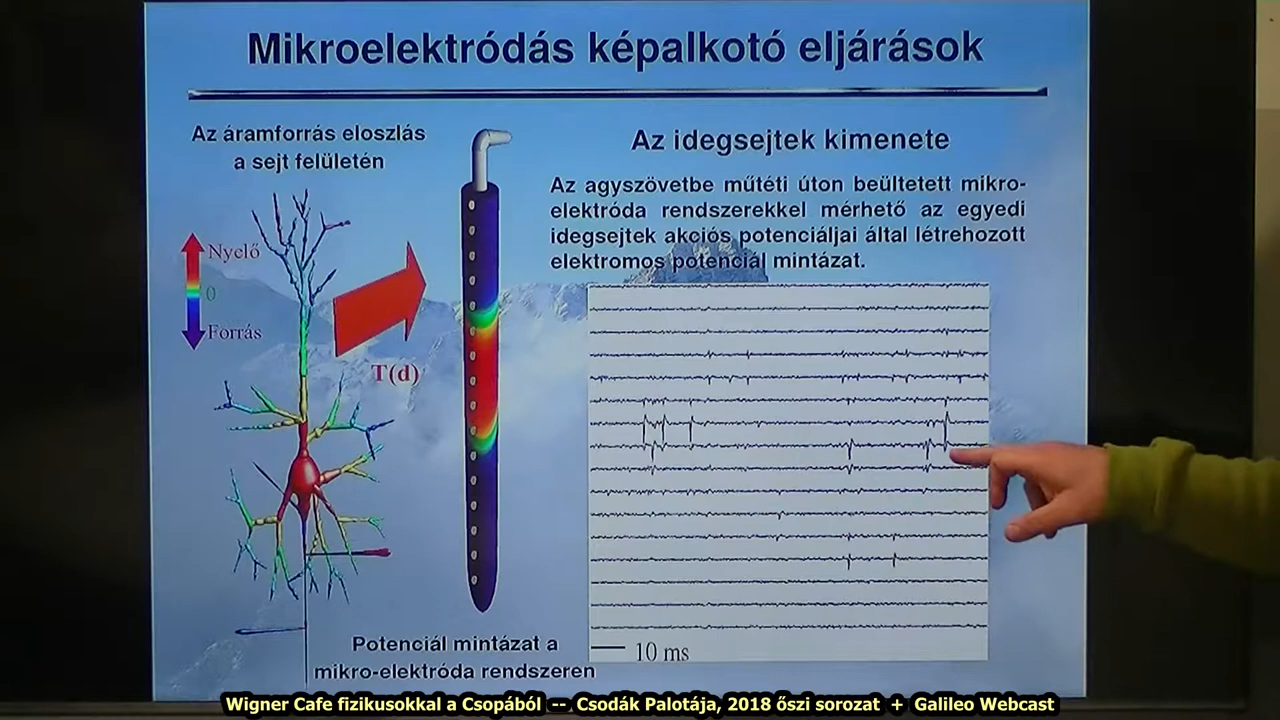 Mikroelektródás képalkotó eljárások
Az áramforrás eloszlás
a sejt felületén
Nyelő
0
Forrás
T(d)
Potenciál mintázat a
mikro-elektróda rendszeren
Az idegsejtek kimenete
Az agyszövetbe műtéti úton beültetett mikro-
elektróda rendszerekkel mérhető az egyedi
idegsejtek akciós potenciáljai által létrehozott
elektromos potenciál mintázat.
10 ms
Wigner Cafe fizikusokkal a Csopából -- Csodák Palotája, 2018 őszi sorozat + Galileo Webcast